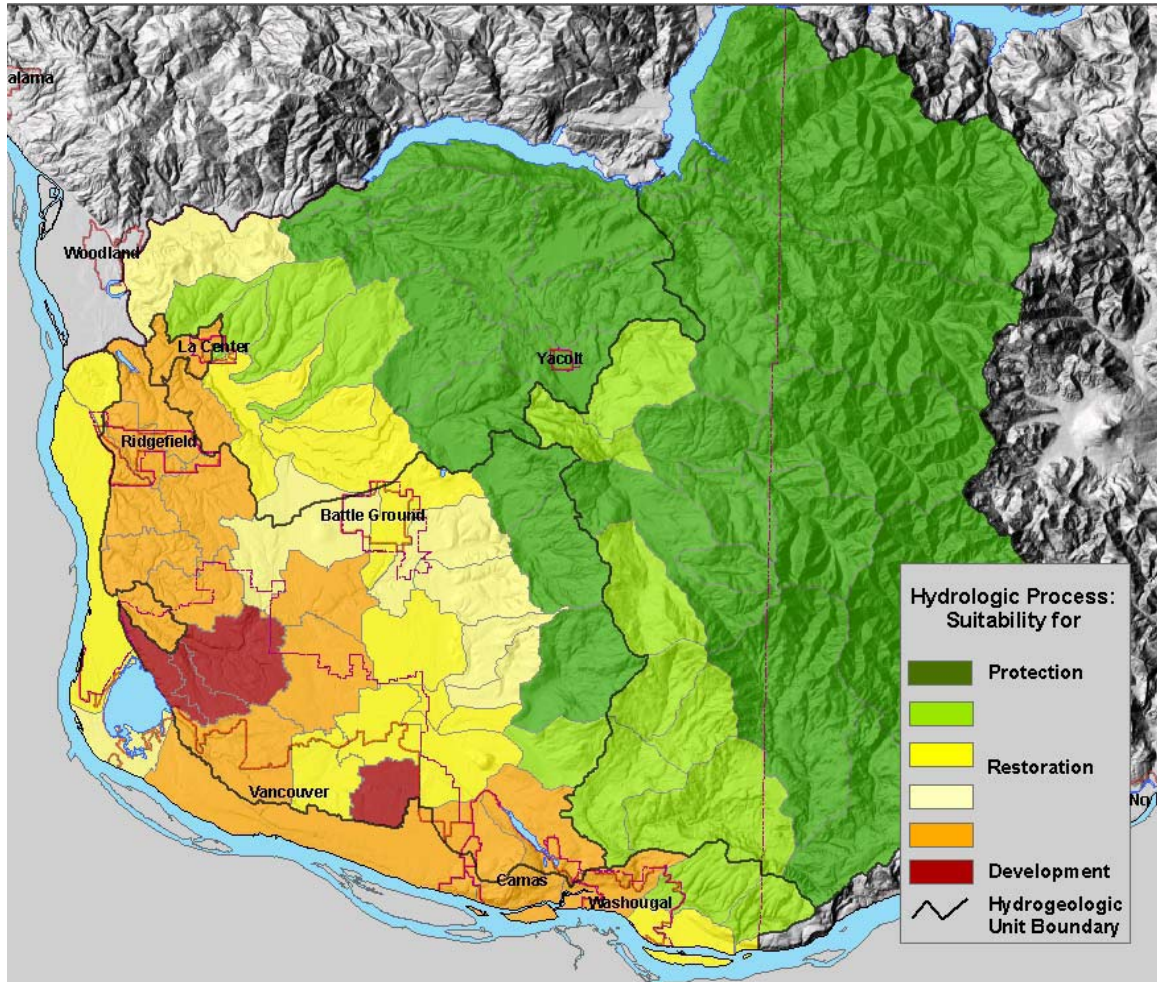 alama
Woodland
La Center
Yacolt
Ridgefield
Battle Ground
Vancouver
Camas
Washougal
Hydrologic Process:
Suitability for
Protection
Restoration
Development
Hydrogeologic
Unit Boundary